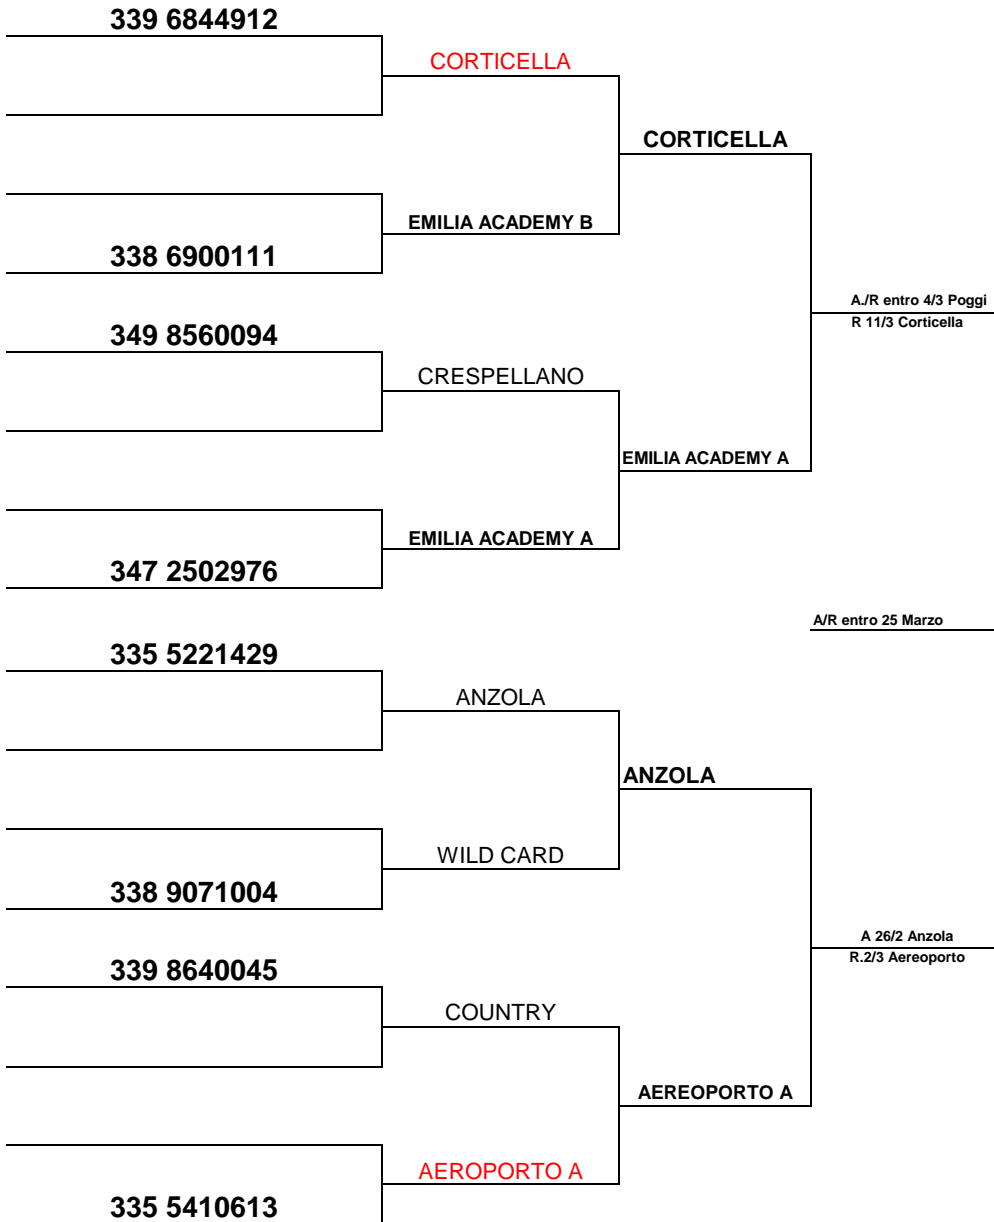 339 6844912
CORTICELLA
CORTICELLA
EMILIA ACADEMY B
338 6900111
A./R entro 4/3 Poggi
R 11/3 Corticella
349 8560094
CRESPELLANO
EMILIA ACADEMY A
EMILIA ACADEMY A
347 2502976
A/R entro 25 Marzo
335 5221429
ANZOLA
ANZOLA
WILD CARD
338 9071004
A 26/2 Anzola
R.2/3 Aereoporto
339 8640045
COUNTRY
AEREOPORTO A
AEROPORTO A
335 5410613